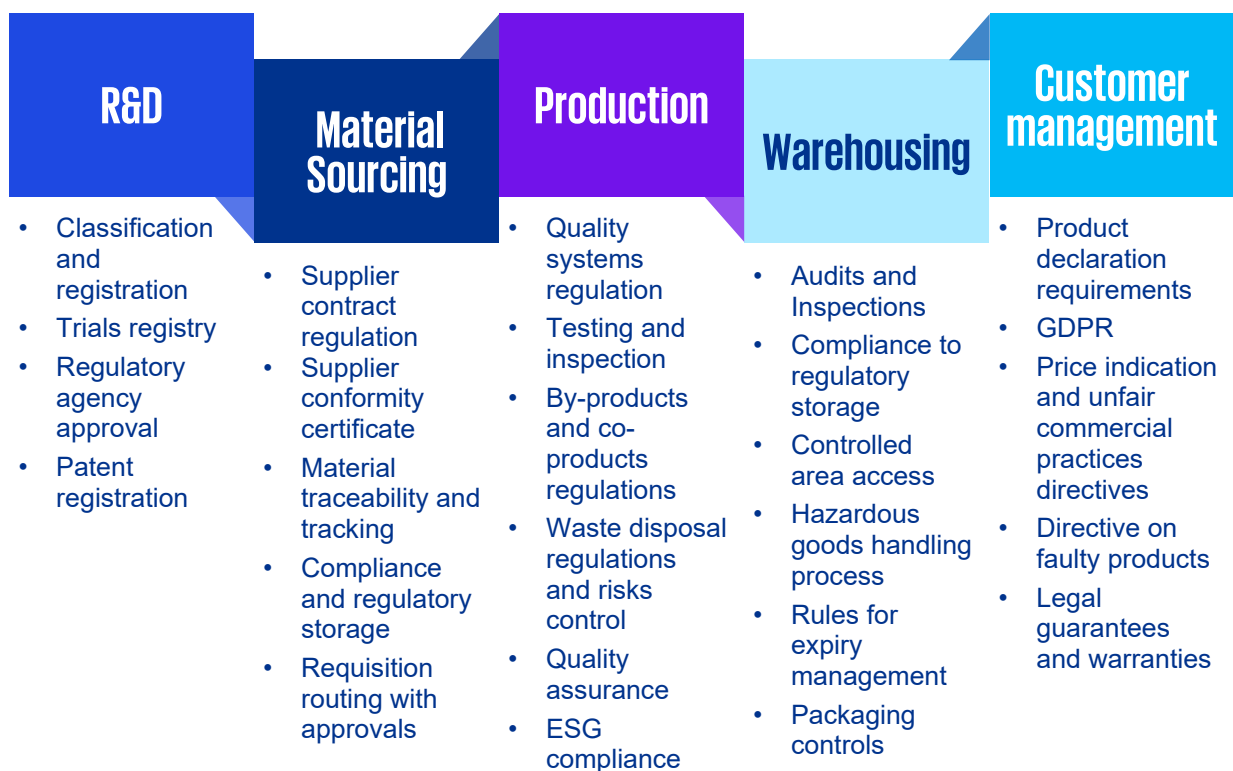 R&D
• Classification
and
registration
• Trials registry
• Regulatory
agency
approval
• Patent
registration
Material
Sourcing
• Supplier
contract
regulation
• Supplier
conformity
certificate
• Material
traceability and
tracking
• Compliance
and regulatory
storage
• Requisition
routing with
approvals
Production
• Quality
systems
regulation
• Testing and
inspection
• By-products
and co-
products
regulations
• Waste disposal
regulations
and risks
control
• Quality
assurance
• ESG
compliance
Warehousing
• Audits and
Inspections
• Compliance to
regulatory
storage
• Controlled
area access
• Hazardous
goods handling
process
• Rules for
expiry
management
• Packaging
controls
Customer
management
• Product
declaration
requirements
• GDPR
• Price indication
and unfair
commercial
practices
directives
• Directive on
faulty products
• Legal
guarantees
and warranties